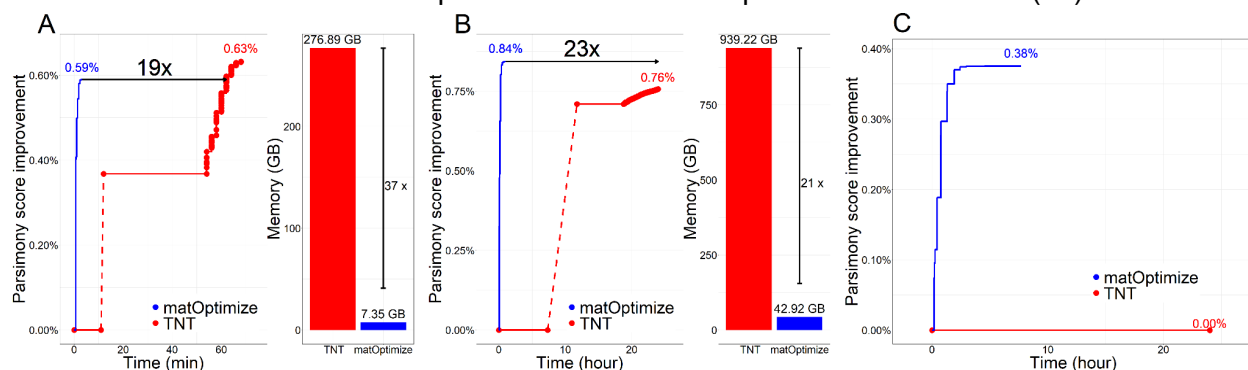 A
0.59%
19x
0.63%
0.60%
0.40%
0.20%
0.00%
Parsimony score improvement
matOptimize
TNT
0
20
40
60
Time (min)
276.89 GB
200
100
0
Memory (GB)
37 x
7.35 GB
TNT
matOptimize
B
0.84%
23x
0.76%
0.75%
0.50%
0.25%
0.00%
Parsimony score improvement
matOptimize
TNT
0
10
20
Time (hour)
939.22 GB
750
500
250
0
Memory (GB)
21 x
42.92 GB
TNT
matOptimize
C
0.40%
0.38%
0.30%
0.20%
0.10%
0.00%
Parsimony score improvement
matOptimize
TNT
0.00%
0
10
20
Time (hour)